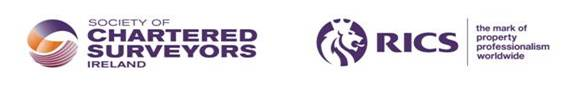 SOCIETY OF
CHARTERED
SURVEYORS
IRELAND
RICS
the mark of
property
professionalism
worldwide